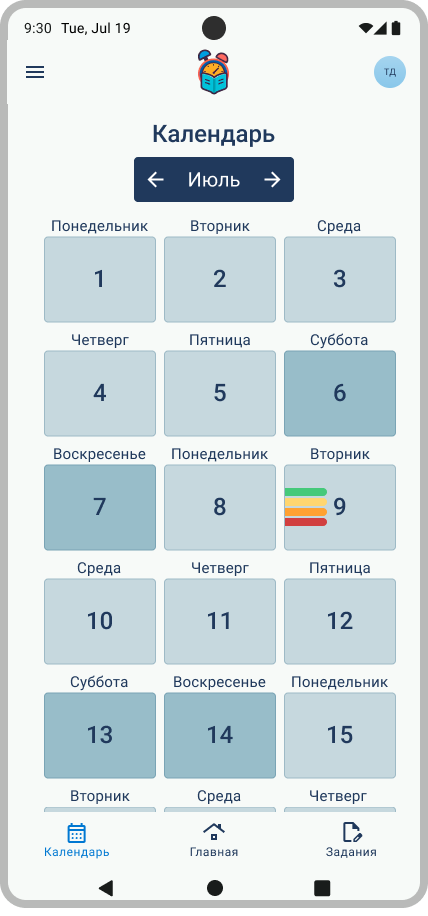 9:30 Tue, Jul 19
ТД
Календарь
Июль
Понедельник Вторник Среда
1 2 3
Четверг Пятница Суббота
4 5 6
Воскресенье Понедельник Вторник
7 8 9
Среда Четверг Пятница
10 11 12
Суббота Воскресенье Понедельник
13 14 15
Вторник Среда Четверг
Календарь Главная Задания